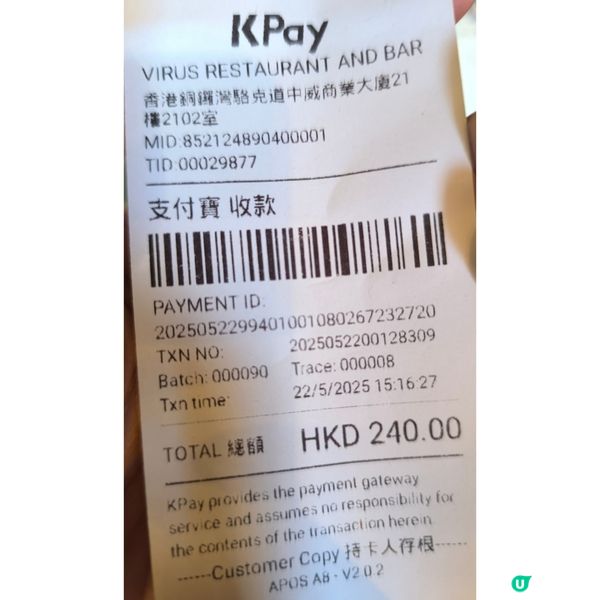 KPay
VIRUS RESTAURANT AND BAR
香港銅鑼灣駱克道中威商業大廈21
樓2102室
MID:852124890400001
TID:00029877
支付寶 收款
PAYMENT ID:
2025052299401001080267232720
TXN NO: 2025052200128309
Batch: 000090 Trace: 000008
Txn time: 22/5/2025 15:16:27
TOTAL 總額 HKD 240.00
KPay provides the payment gateway
service and assumes no responsibility for
the contents of the transaction herein.
------Customer Copy 持卡人存根------
APOS A8 - V2.0.2